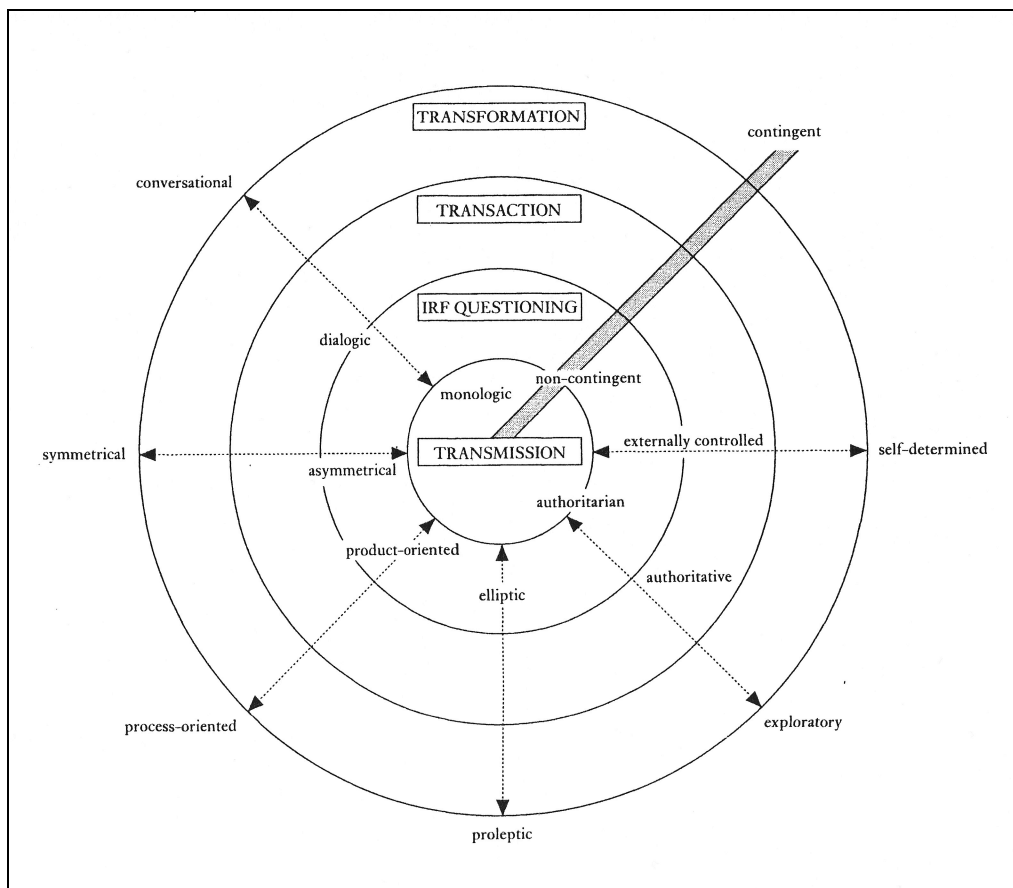 TRANSFORMATION
contingent
conversational
TRANSACTION
IRF QUESTIONING
dialogic
non-contingent
monologic
externally controlled
symmetrical
TRANSMISSION
self-determined
asymmetrical
authoritarian
product-oriented
authoritative
elliptic
process-oriented
exploratory
proleptic